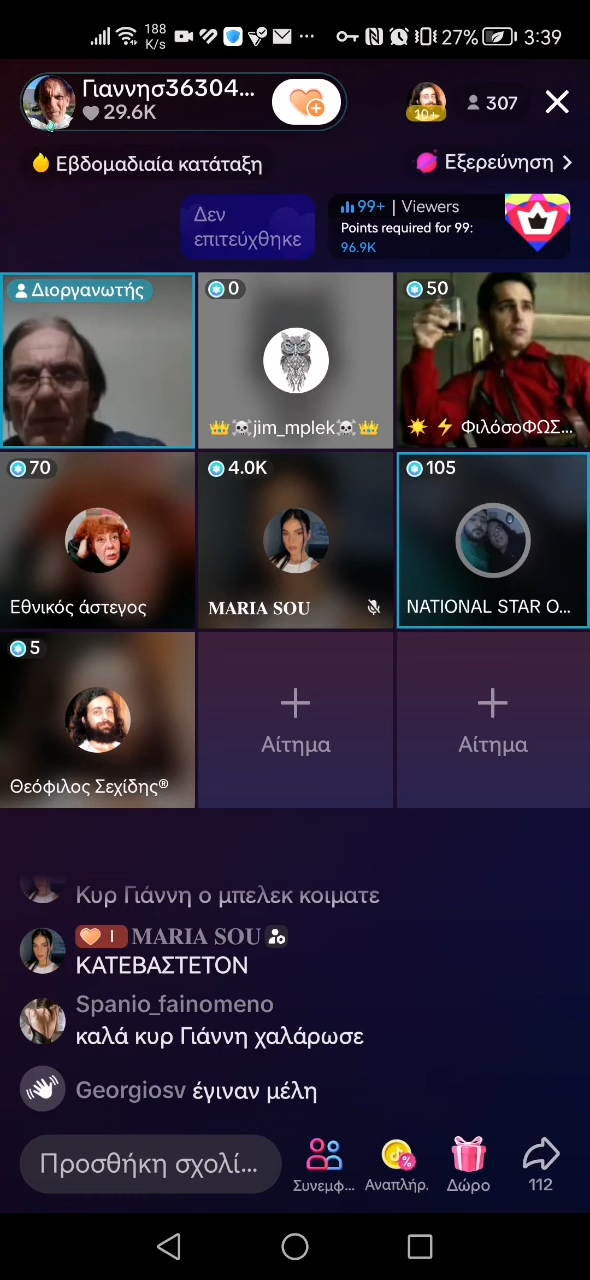 188
K/s
27%
3:39
Γιαννησ36304...
29.6K
10+
307
Εβδομαδιαία κατάταξη
Εξερεύνηση
Δεν
επιτεύχθηκε
99+ | Viewers
Points required for 99:
96.9K
Διοργανωτής
0
50
jim_mplek
ΦιλόσοΦΩΣ...
70
4.0K
105
Εθνικός άστεγος
MARIA SOU
NATIONAL STAR O...
5
Αίτημα
Αίτημα
Θεόφιλος Σεχίδης®
Κυρ Γιάννη ο μπελεκ κοιματε
I MARIA SOU
ΚΑΤΕΒΑΣΤΕΤΟΝ
Spanio_fainomeno
καλά κυρ Γιάννη χαλάρωσε
Georgiosv έγιναν μέλη
Προσθήκη σχολί...
Συνεμφ...
Αναπλήρ.
Δώρο
112